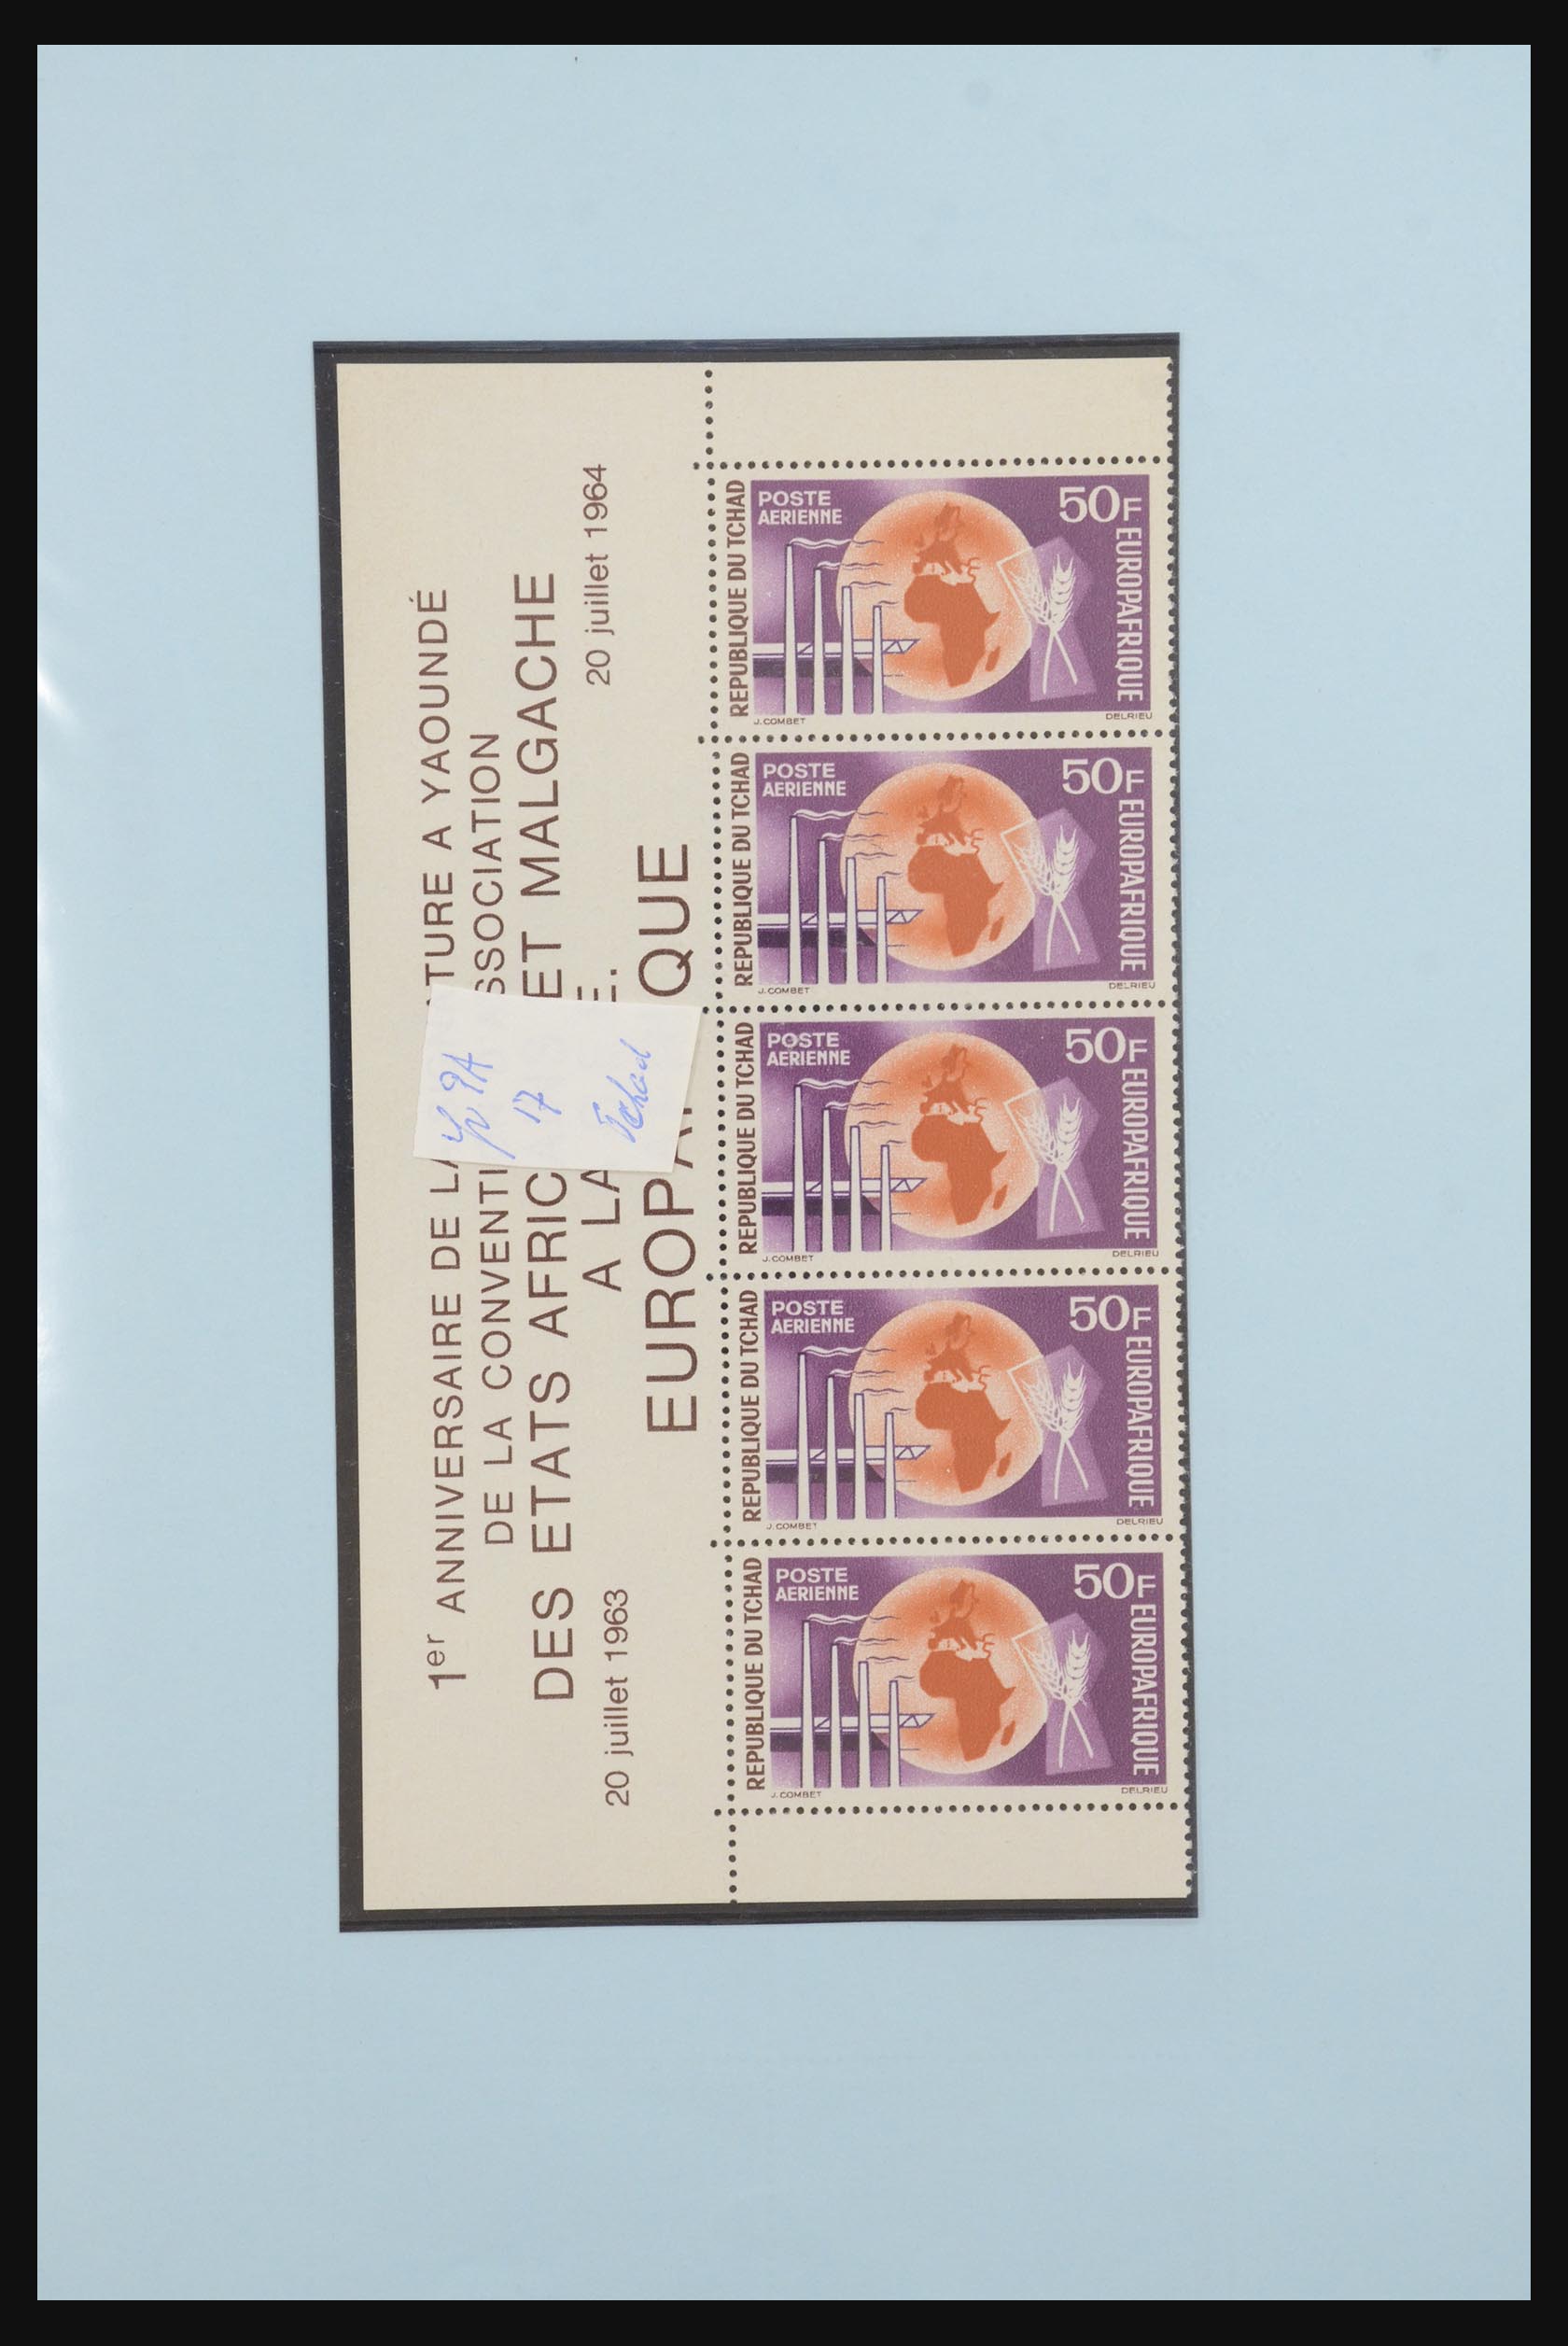 1er ANNIVERSAIRE DE LA TURE A YAOUNDÉ
DE LA CONVENTI SSOCIATION
DES ETATS AFRIC ET MALGACHE
A LA E:
20 juillet 1963 20 juillet 1964
EUROPA QUE
17
Tchad
REPUBLIQUE DU TCHAD
POSTE
AERIENNE
50F
EUROPAFRIQUE
J.COMBET DELRIEU
REPUBLIQUE DU TCHAD
POSTE
AERIENNE
50F
EUROPAFRIQUE
J.COMBET DELRIEU
REPUBLIQUE DU TCHAD
POSTE
AERIENNE
50F
EUROPAFRIQUE
J.COMBET DELRIEU
REPUBLIQUE DU TCHAD
POSTE
AERIENNE
50F
EUROPAFRIQUE
J.COMBET DELRIEU
REPUBLIQUE DU TCHAD
POSTE
AERIENNE
50F
EUROPAFRIQUE
J.COMBET DELRIEU